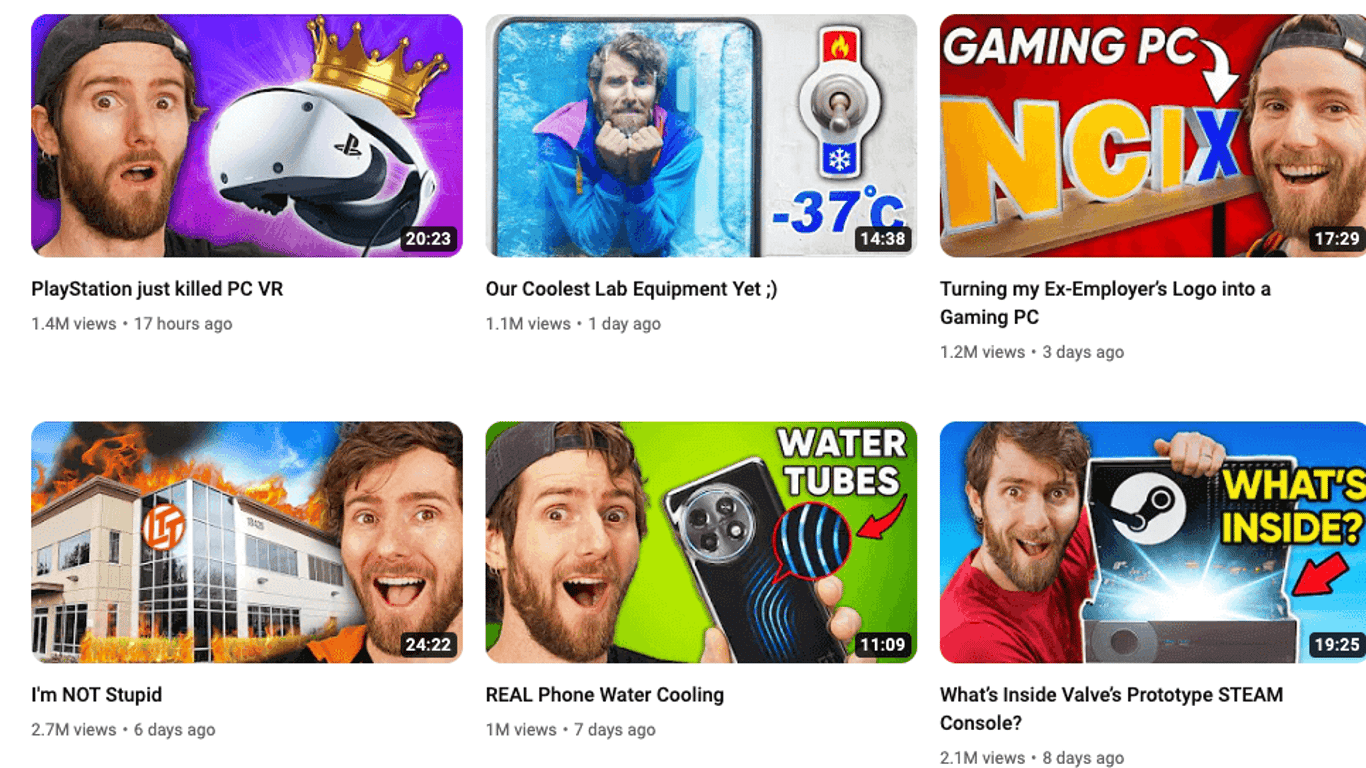 20:23
-37°C
14:38
GAMING PC
NCIX
17:29
PlayStation just killed PC VR
Our Coolest Lab Equipment Yet ;)
Turning my Ex-Employer’s Logo into a
Gaming PC
1.4M views • 17 hours ago
1.1M views • 1 day ago
1.2M views • 3 days ago
LTT
24:22
WATER
TUBES
11:09
WHAT'S
INSIDE?
19:25
I'm NOT Stupid
REAL Phone Water Cooling
What’s Inside Valve’s Prototype STEAM
Console?
2.7M views • 6 days ago
1M views • 7 days ago
2.1M views • 8 days ago